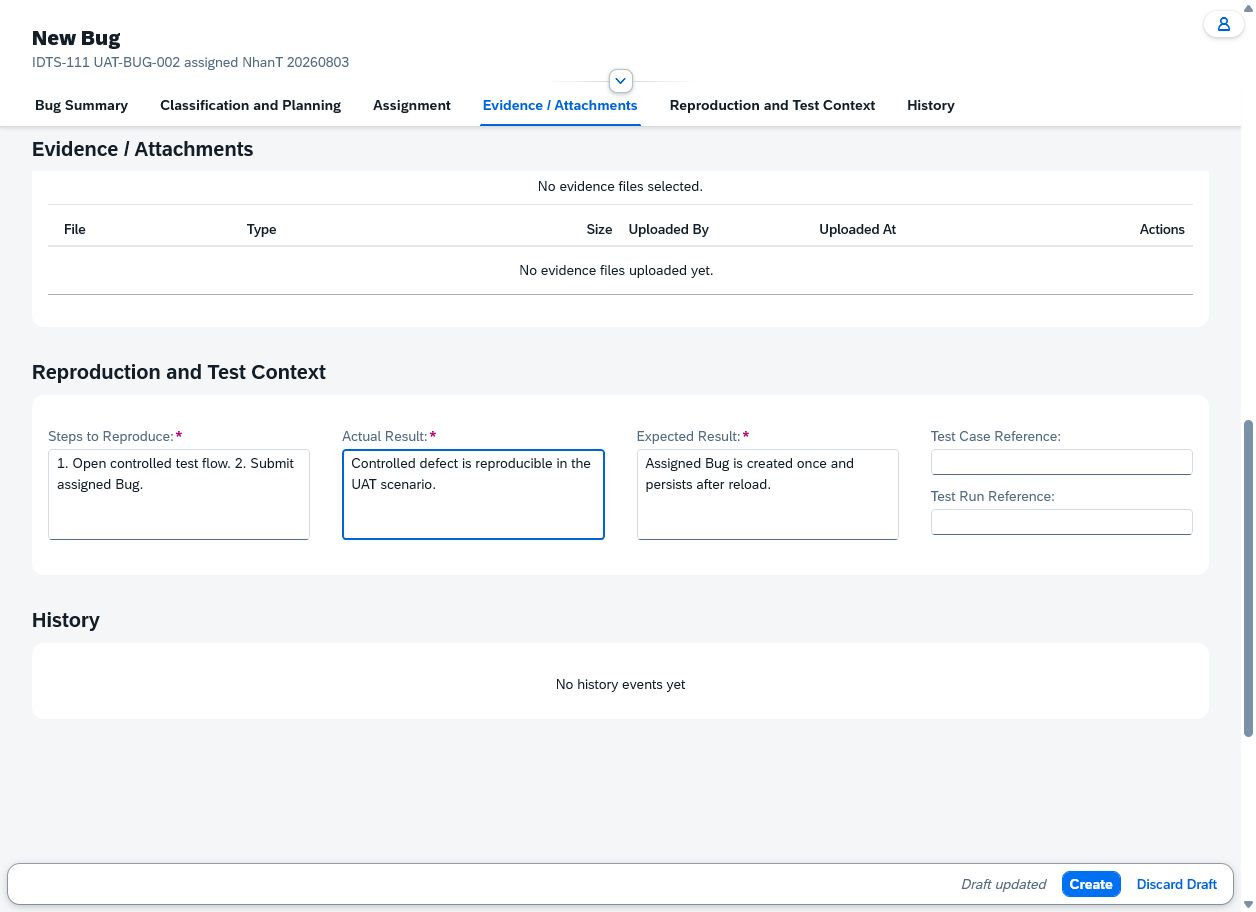 New Bug
IDTS-111 UAT-BUG-002 assigned NhanT 20260803
Bug Summary Classification and Planning Assignment Evidence / Attachments Reproduction and Test Context History
Evidence / Attachments
No evidence files selected.
File Type Size Uploaded By Uploaded At Actions
No evidence files uploaded yet.
Reproduction and Test Context
Steps to Reproduce:*
1. Open controlled test flow. 2. Submit
assigned Bug.
Actual Result:*
Controlled defect is reproducible in the
UAT scenario.
Expected Result:*
Assigned Bug is created once and
persists after reload.
Test Case Reference:
Test Run Reference:
History
No history events yet
Draft updated Create Discard Draft